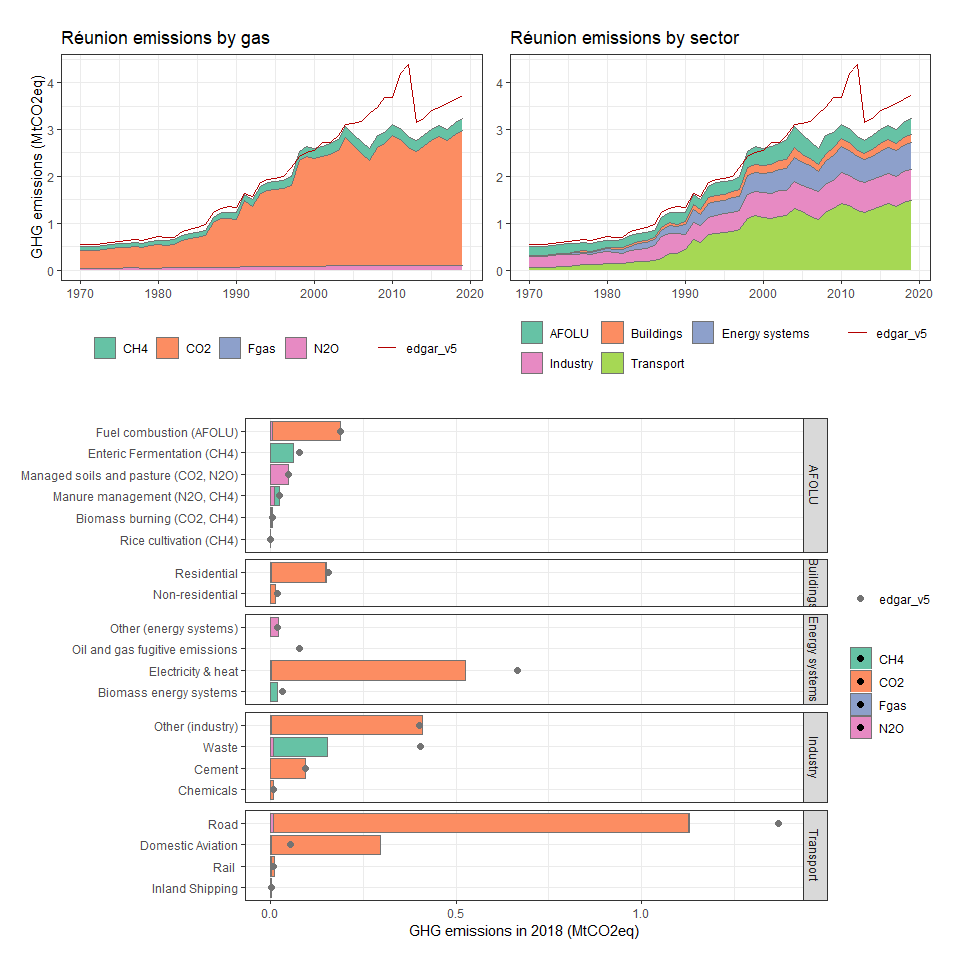 Réunion emissions by gas
GHG emissions (MtCO2eq)
4
3
2
1
0
1970 1980 1990 2000 2010 2020
CH4 CO2 Fgas N2O edgar_v5
Réunion emissions by sector
4
3
2
1
0
1970 1980 1990 2000 2010 2020
AFOLU Buildings Energy systems edgar_v5
Industry Transport
Fuel combustion (AFOLU)
Enteric Fermentation (CH4)
Managed soils and pasture (CO2, N2O)
Manure management (N2O, CH4)
Biomass burning (CO2, CH4)
Rice cultivation (CH4)
AFOLU
Residential
Non-residential
Buildings
Other (energy systems)
Oil and gas fugitive emissions
Electricity & heat
Biomass energy systems
Energy systems
Other (industry)
Waste
Cement
Chemicals
Industry
Road
Domestic Aviation
Rail
Inland Shipping
Transport
0.0 0.5 1.0
GHG emissions in 2018 (MtCO2eq)
edgar_v5
CH4
CO2
Fgas
N2O